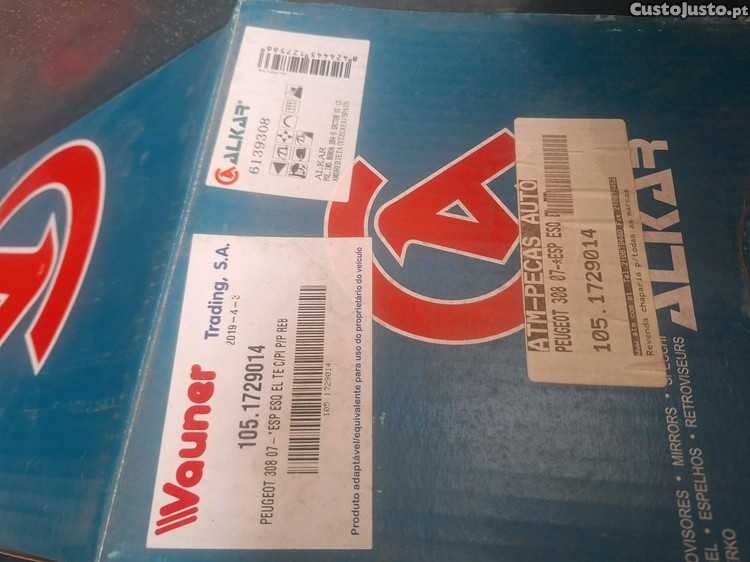 CustoJusto.pt
ALKAR
6139308
ALKAR
Vauner
Trading, S.A.
2019-4-3
105.1729014
PEUGEOT 308 07-*ESP ESQ EL TE C/PI P/P REB
105 1729014
Produto adaptável/equivalente para uso do proprietário do veículo
ATM-PECAS AUTO
PEUGEOT 308 07-*ESP ESQ
105.1729014
Revenda chaparia p/todas as marcas
ALKAR
MIRRORS
ESPELHOS • RETROVISEURS